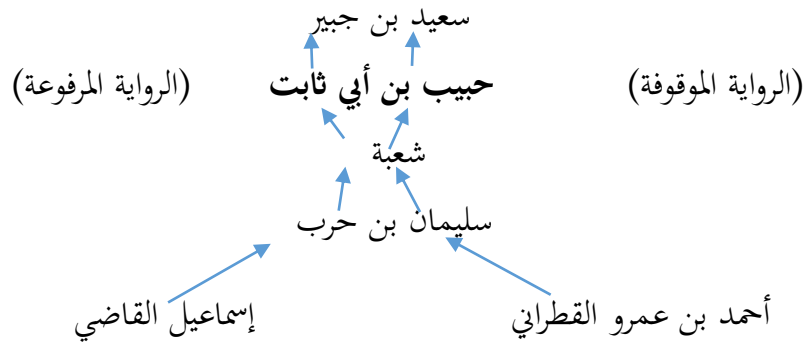 سعيد بن جبير
(الرواية الموقوفة) حبيب بن أبي ثابت (الرواية المرفوعة)
شعبة
سليمان بن حرب
أحمد بن عمرو القطراني إسماعيل القاضي